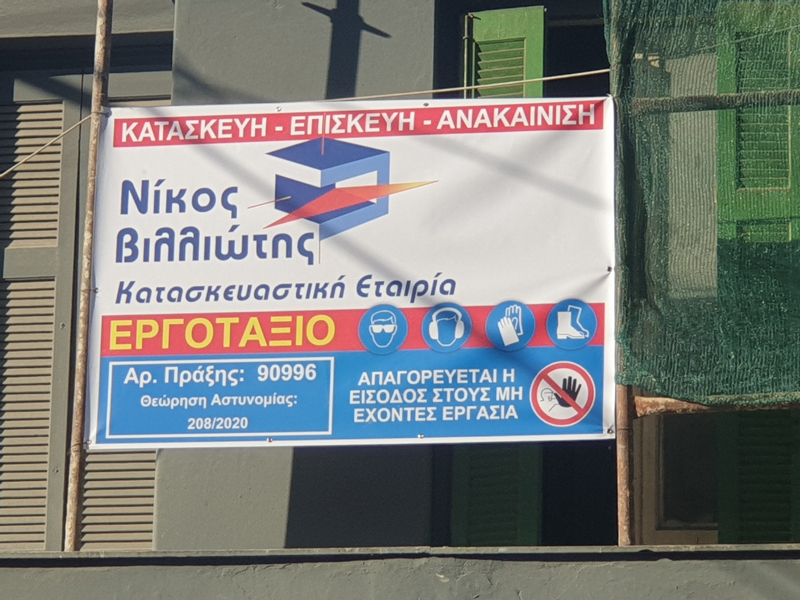 ΚΑΤΑΣΚΕΥΗ - ΕΠΙΣΚΕΥΗ - ΑΝΑΚΑΙΝΙΣΗ
Νίκος
Βιλλιώτης
Κατασκευαστική Εταιρία
ΕΡΓΟΤΑΞΙΟ
Αρ. Πράξης: 90996
Θεώρηση Αστυνομίας:
208/2020
ΑΠΑΓΟΡΕΥΕΤΑΙ Η
ΕΙΣΟΔΟΣ ΣΤΟΥΣ ΜΗ
ΕΧΟΝΤΕΣ ΕΡΓΑΣΙΑ